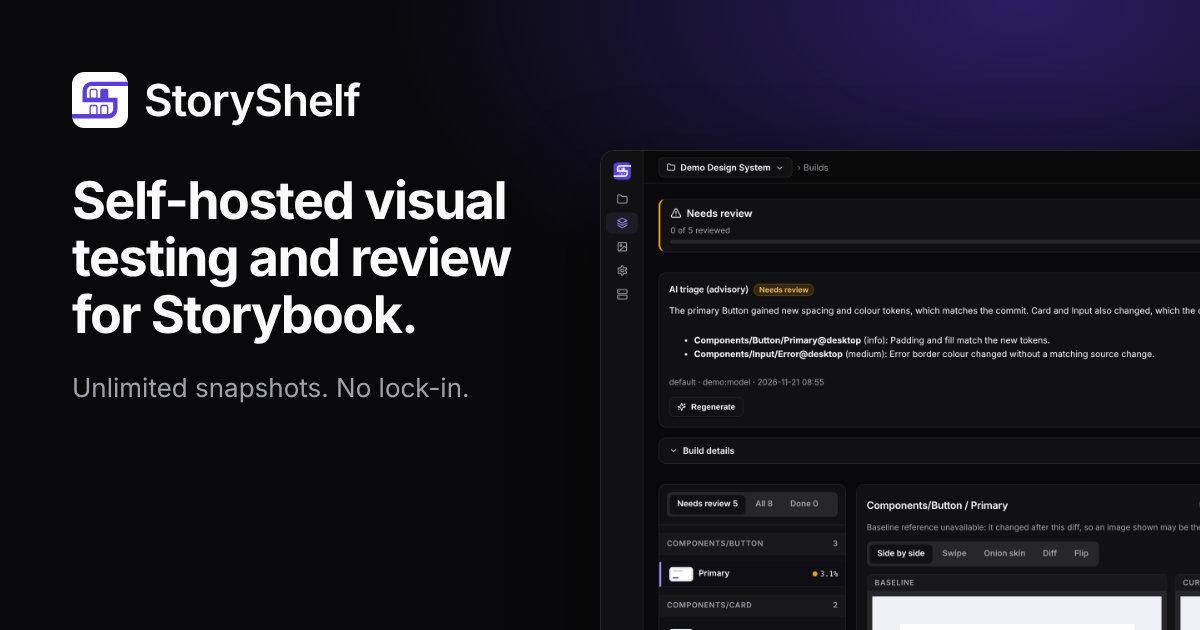 StoryShelf
Self-hosted visual
testing and review
for Storybook.
Unlimited snapshots. No lock-in.
Demo Design System
› Builds
Needs review
0 of 5 reviewed
AI triage (advisory) Needs review
The primary Button gained new spacing and colour tokens, which matches the commit. Card and Input also changed, which the
• Components/Button/Primary@desktop (info): Padding and fill match the new tokens.
• Components/Input/Error@desktop (medium): Error border colour changed without a matching source change.
default · demo:model · 2026-11-21 08:55
Regenerate
Build details
Needs review 5 All 8 Done 0
COMPONENTS/BUTTON 3
Primary 3.1%
COMPONENTS/CARD 2
Components/Button / Primary
Baseline reference unavailable: it changed after this diff, so an image shown may be the
Side by side Swipe Onion skin Diff Flip
BASELINE
CUR